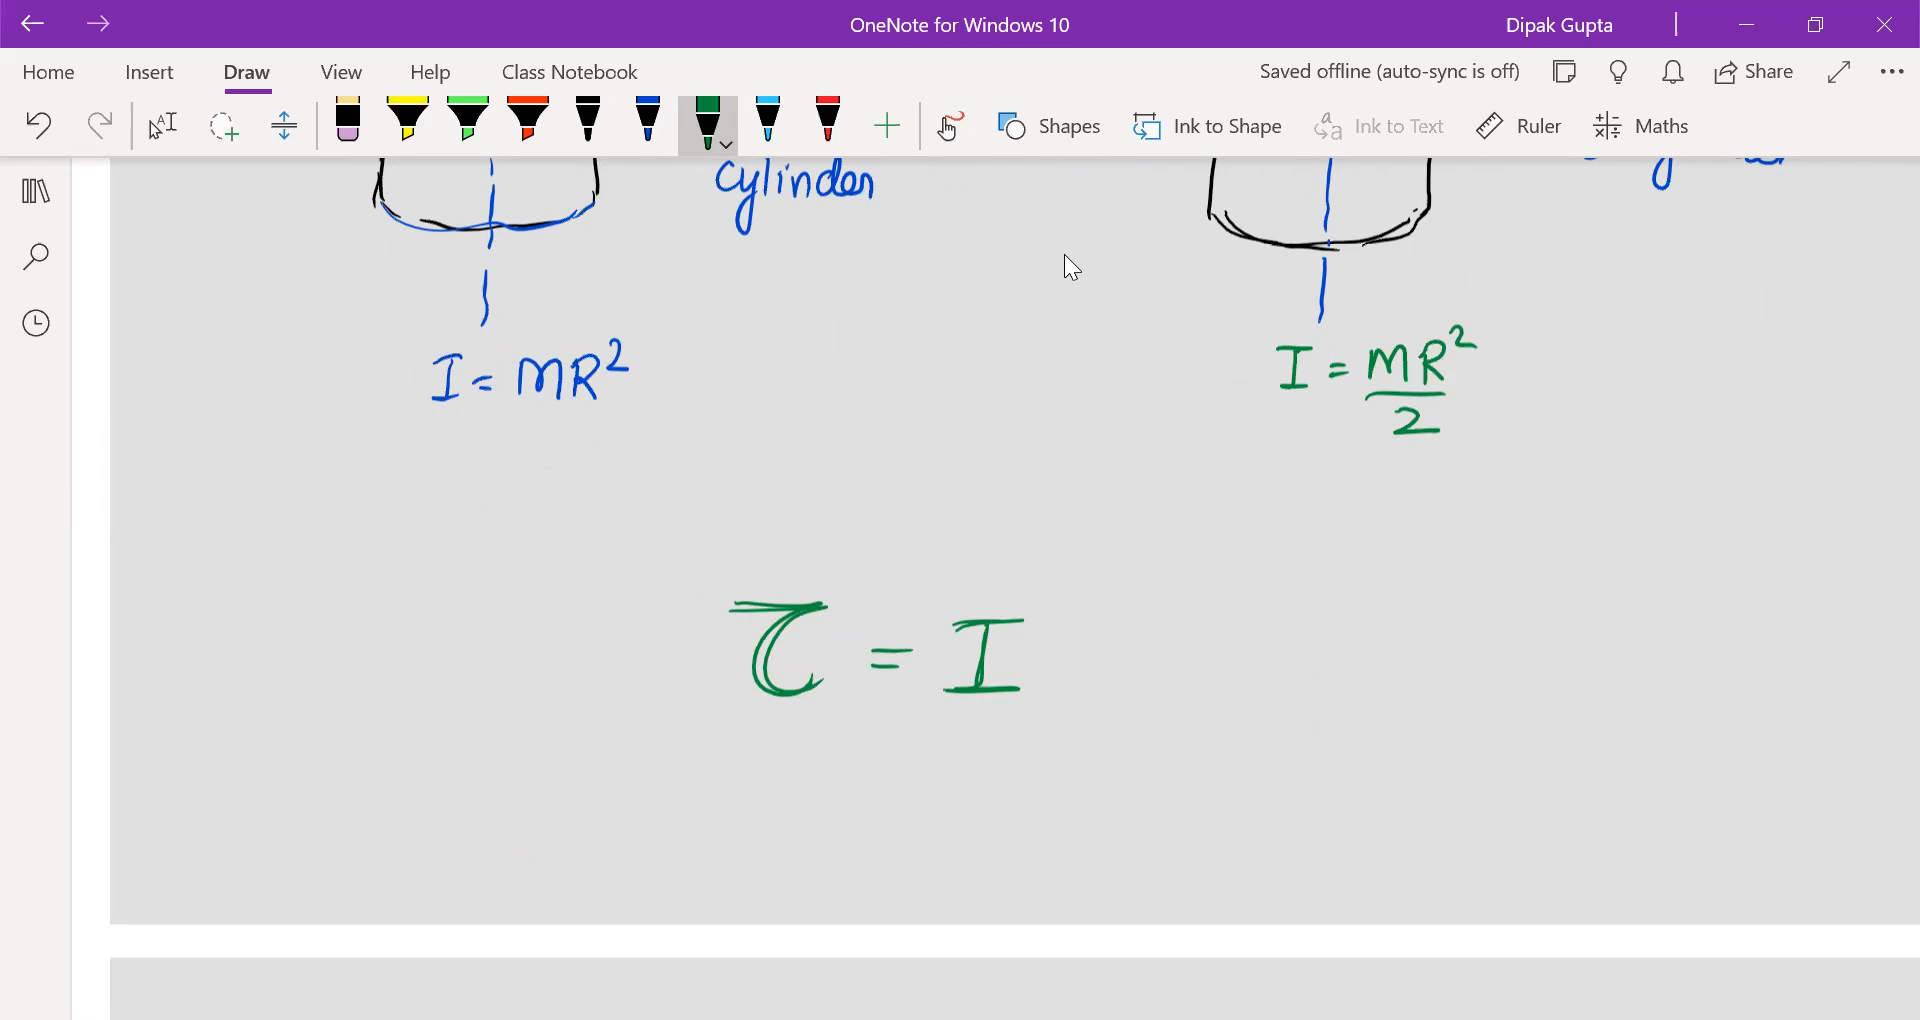 OneNote for Windows 10
Dipak Gupta
Home Insert Draw View Help Class Notebook
Saved offline (auto-sync is off) Share
Shapes Ink to Shape Ink to Text Ruler Maths
cylinder
I = MR²
I = MR²/2
τ = I